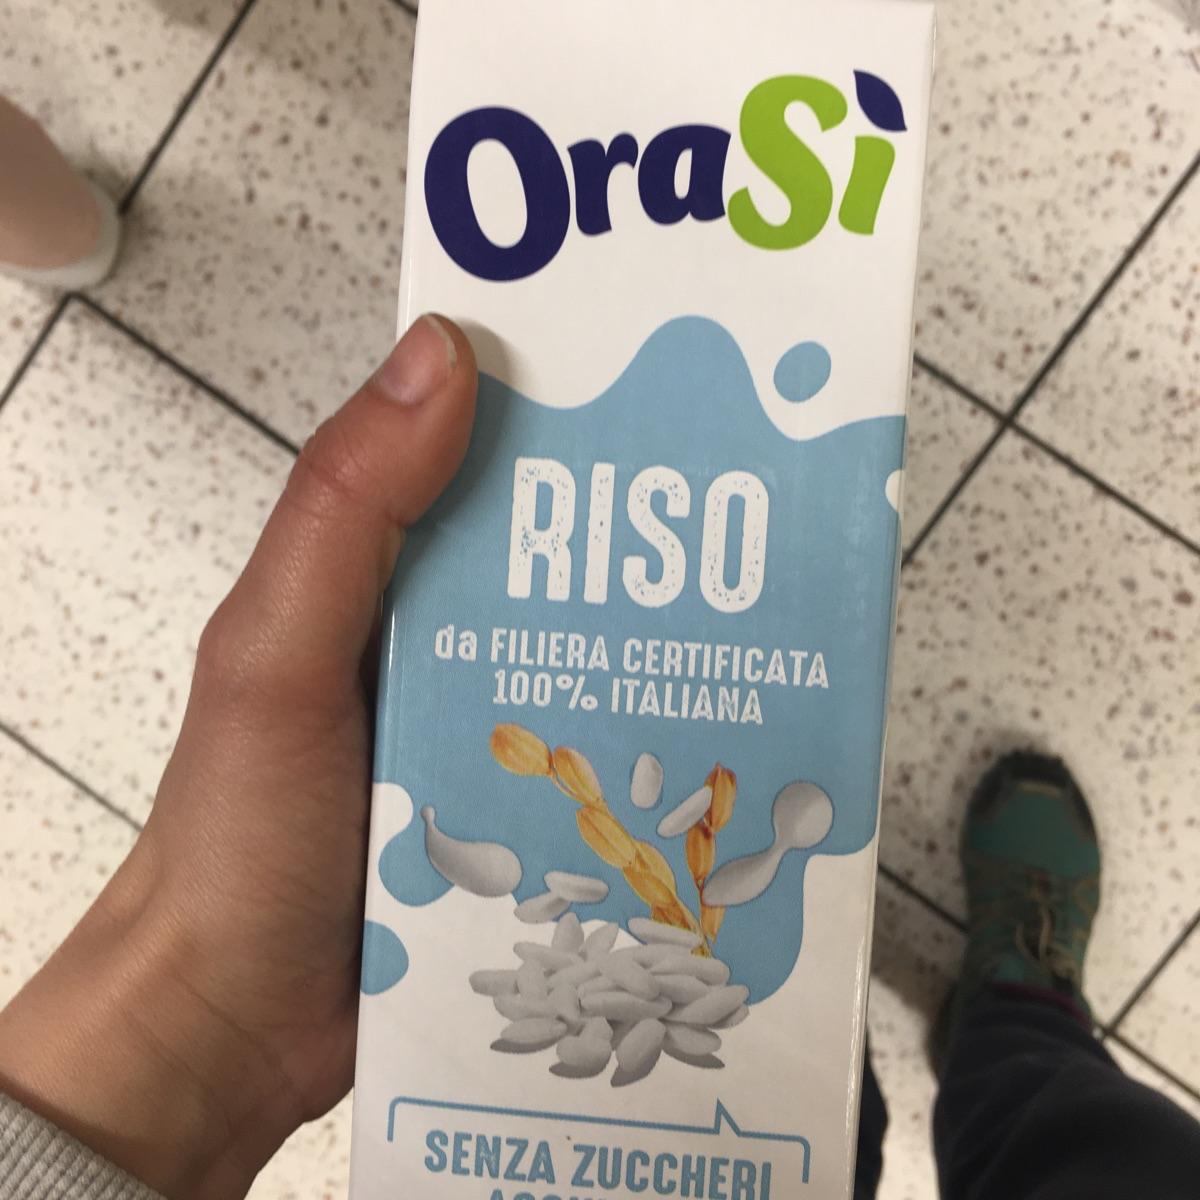 OraSì
RISO
da FILIERA CERTIFICATA
100% ITALIANA
SENZA ZUCCHERI